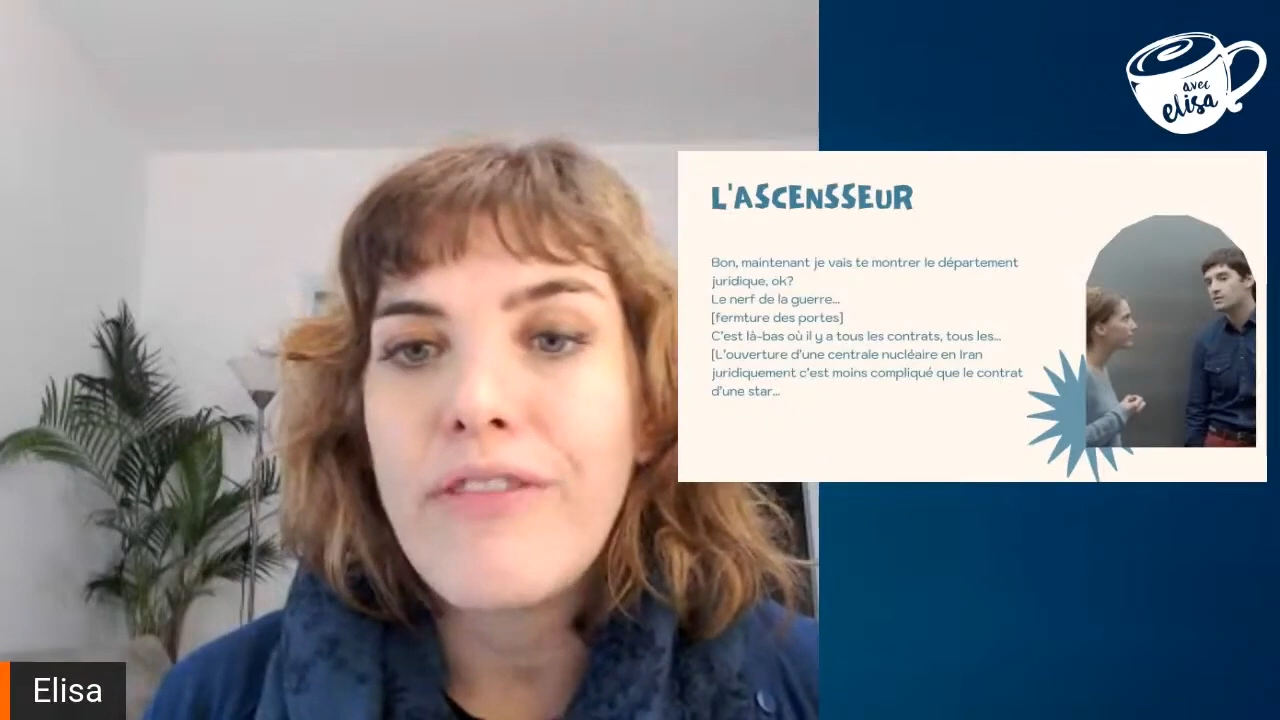 avec
elisa
L'ASCENSSEUR
Bon, maintenant je vais te montrer le département
juridique, ok?
Le nerf de la guerre...
[fermture des portes]
C'est là-bas où il y a tous les contrats, tous les...
[L'ouverture d'une centrale nucléaire en Iran
juridiquement c'est moins compliqué que le contrat
d'une star...
Elisa